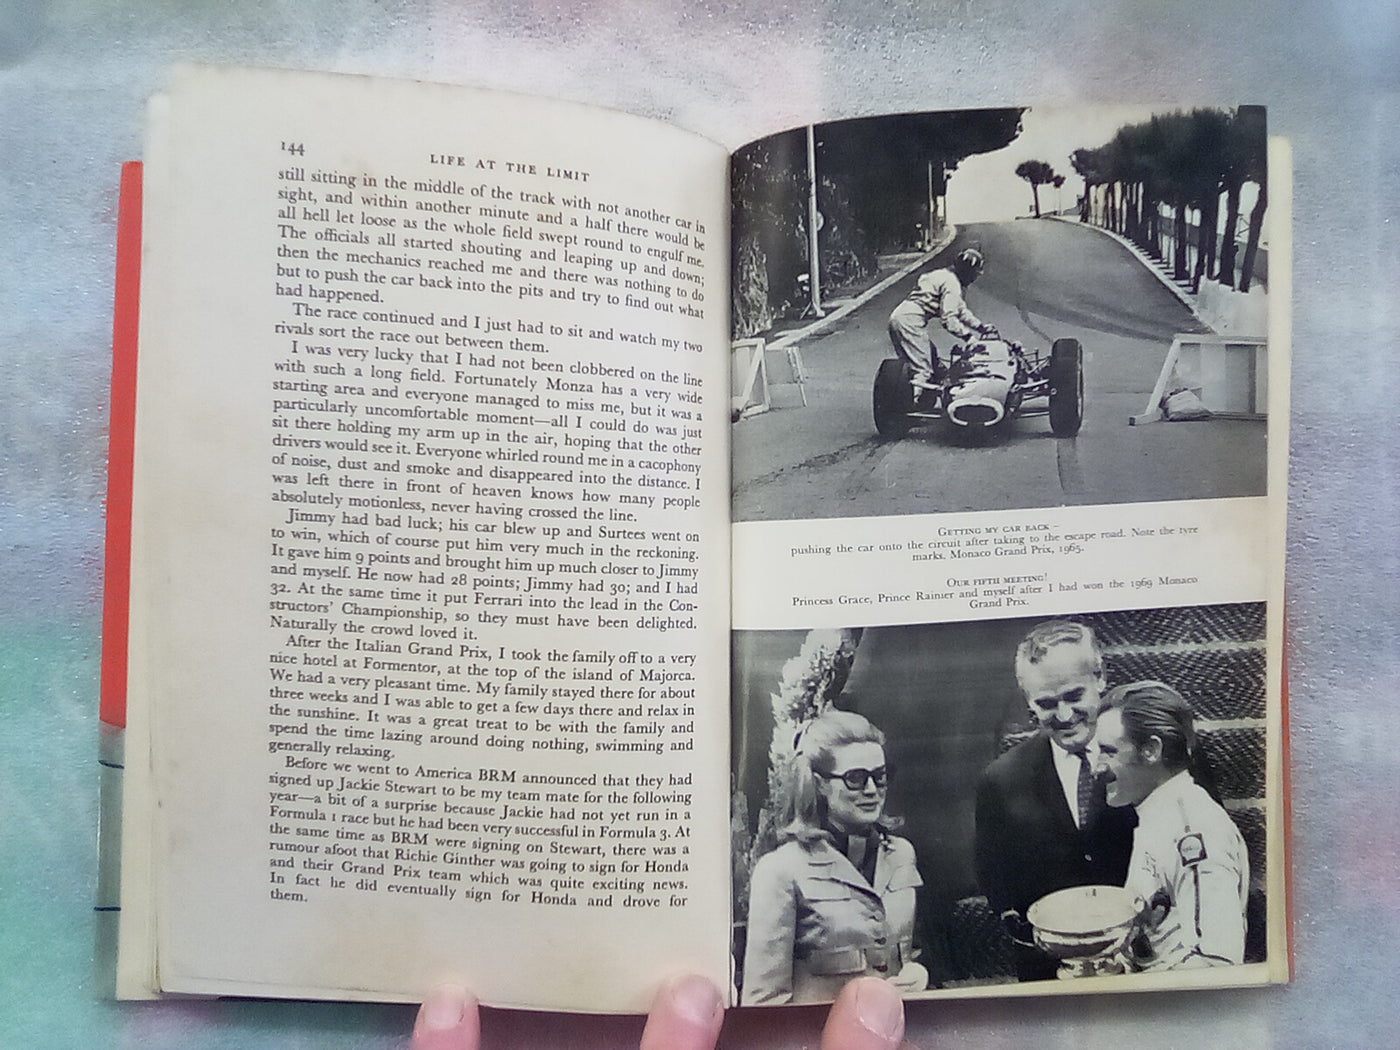 144
LIFE AT THE LIMIT
still sitting in the middle of the track with not another car in
sight, and within another minute and a half there would be
all hell let loose as the whole field swept round to engulf me.
The officials all started shouting and leaping up and down;
then the mechanics reached me and there was nothing to do
but to push the car back into the pits and try to find out what
had happened.
The race continued and I just had to sit and watch my two
rivals sort the race out between them.
I was very lucky that I had not been clobbered on the line
with such a long field. Fortunately Monza has a very wide
starting area and everyone managed to miss me, but it was a
particularly uncomfortable moment—all I could do was just
sit there holding my arm up in the air, hoping that the other
drivers would see it. Everyone whirled round me in a cacophony
of noise, dust and smoke and disappeared into the distance. I
was left there in front of heaven knows how many people
absolutely motionless, never having crossed the line.
Jimmy had bad luck; his car blew up and Surtees went on
to win, which of course put him very much in the reckoning.
It gave him 9 points and brought him up much closer to Jimmy
and myself. He now had 28 points; Jimmy had 30; and I had
32. At the same time it put Ferrari into the lead in the Con-
structors' Championship, so they must have been delighted.
Naturally the crowd loved it.
After the Italian Grand Prix, I took the family off to a very
nice hotel at Formentor, at the top of the island of Majorca.
We had a very pleasant time. My family stayed there for about
three weeks and I was able to get a few days there and relax in
the sunshine. It was a great treat to be with the family and
spend the time lazing around doing nothing, swimming and
generally relaxing.
Before we went to America BRM announced that they had
signed up Jackie Stewart to be my team mate for the following
year—a bit of a surprise because Jackie had not yet run in a
Formula 1 race but he had been very successful in Formula 3. At
the same time as BRM were signing on Stewart, there was a
rumour afoot that Richie Ginther was going to sign for Honda
and their Grand Prix team which was quite exciting news.
In fact he did eventually sign for Honda and drove for
them.
GETTING MY CAR BACK –
pushing the car onto the circuit after taking to the escape road. Note the tyre
marks. Monaco Grand Prix, 1965.
OUR FIFTH MEETING!
Princess Grace, Prince Rainier and myself after I had won the 1969 Monaco
Grand Prix.